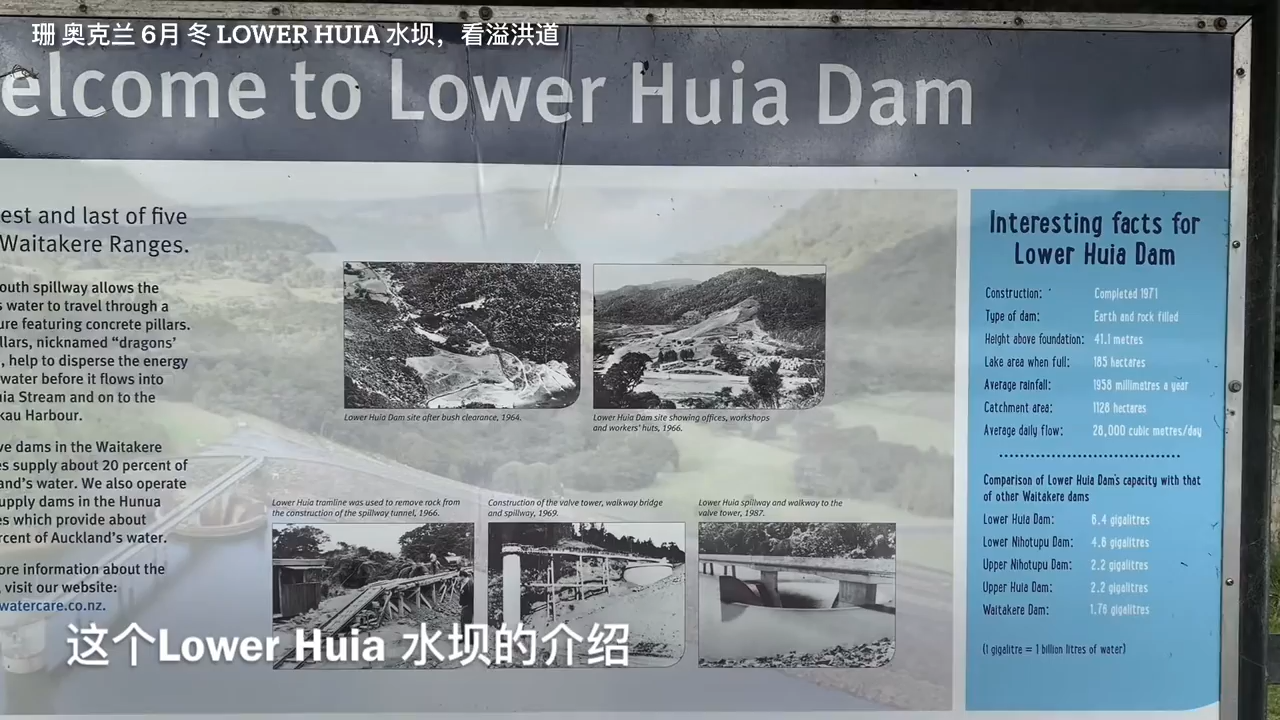 珊 奥克兰 6月 冬 LOWER HUIA 水坝，看溢洪道
elcome to Lower Huia Dam
est and last of five
Waitakere Ranges.
outh spillway allows the
s water to travel through a
ure featuring concrete pillars.
llars, nicknamed “dragons’
, help to disperse the energy
water before it flows into
uia Stream and on to the
kau Harbour.
ve dams in the Waitakere
es supply about 20 percent of
and’s water. We also operate
supply dams in the Hunua
es which provide about
rcent of Auckland’s water.
ore information about the
, visit our website:
watercare.co.nz.
Lower Huia Dam site after bush clearance, 1964.
Lower Huia Dam site showing offices, workshops
and workers’ huts, 1966.
Lower Huia tramline was used to remove rock from
the construction of the spillway tunnel, 1966.
Construction of the valve tower, walkway bridge
and spillway, 1969.
Lower Huia spillway and walkway to the
valve tower, 1987.
Interesting facts for
Lower Huia Dam
Construction: Completed 1971
Type of dam: Earth and rock filled
Height above foundation: 41.1 metres
Lake area when full: 185 hectares
Average rainfall: 1958 millimatres a year
Catchment area: 1128 hectares
Average daily flow: 28,000 cubic metres/day
Comparison of Lower Huia Dam’s capacity with that
of other Waitakere dams
Lower Huia Dam: 6.4 gigalitres
Lower Nihotupu Dam: 4.6 gigalitres
Upper Nihotupu Dam: 2.2 gigalitres
Upper Huia Dam: 2.2 gigalitres
Waitakere Dam: 1.76 gigalitres
(1 gigalitre = 1 billion litres of water)
这个Lower Huia 水坝的介绍